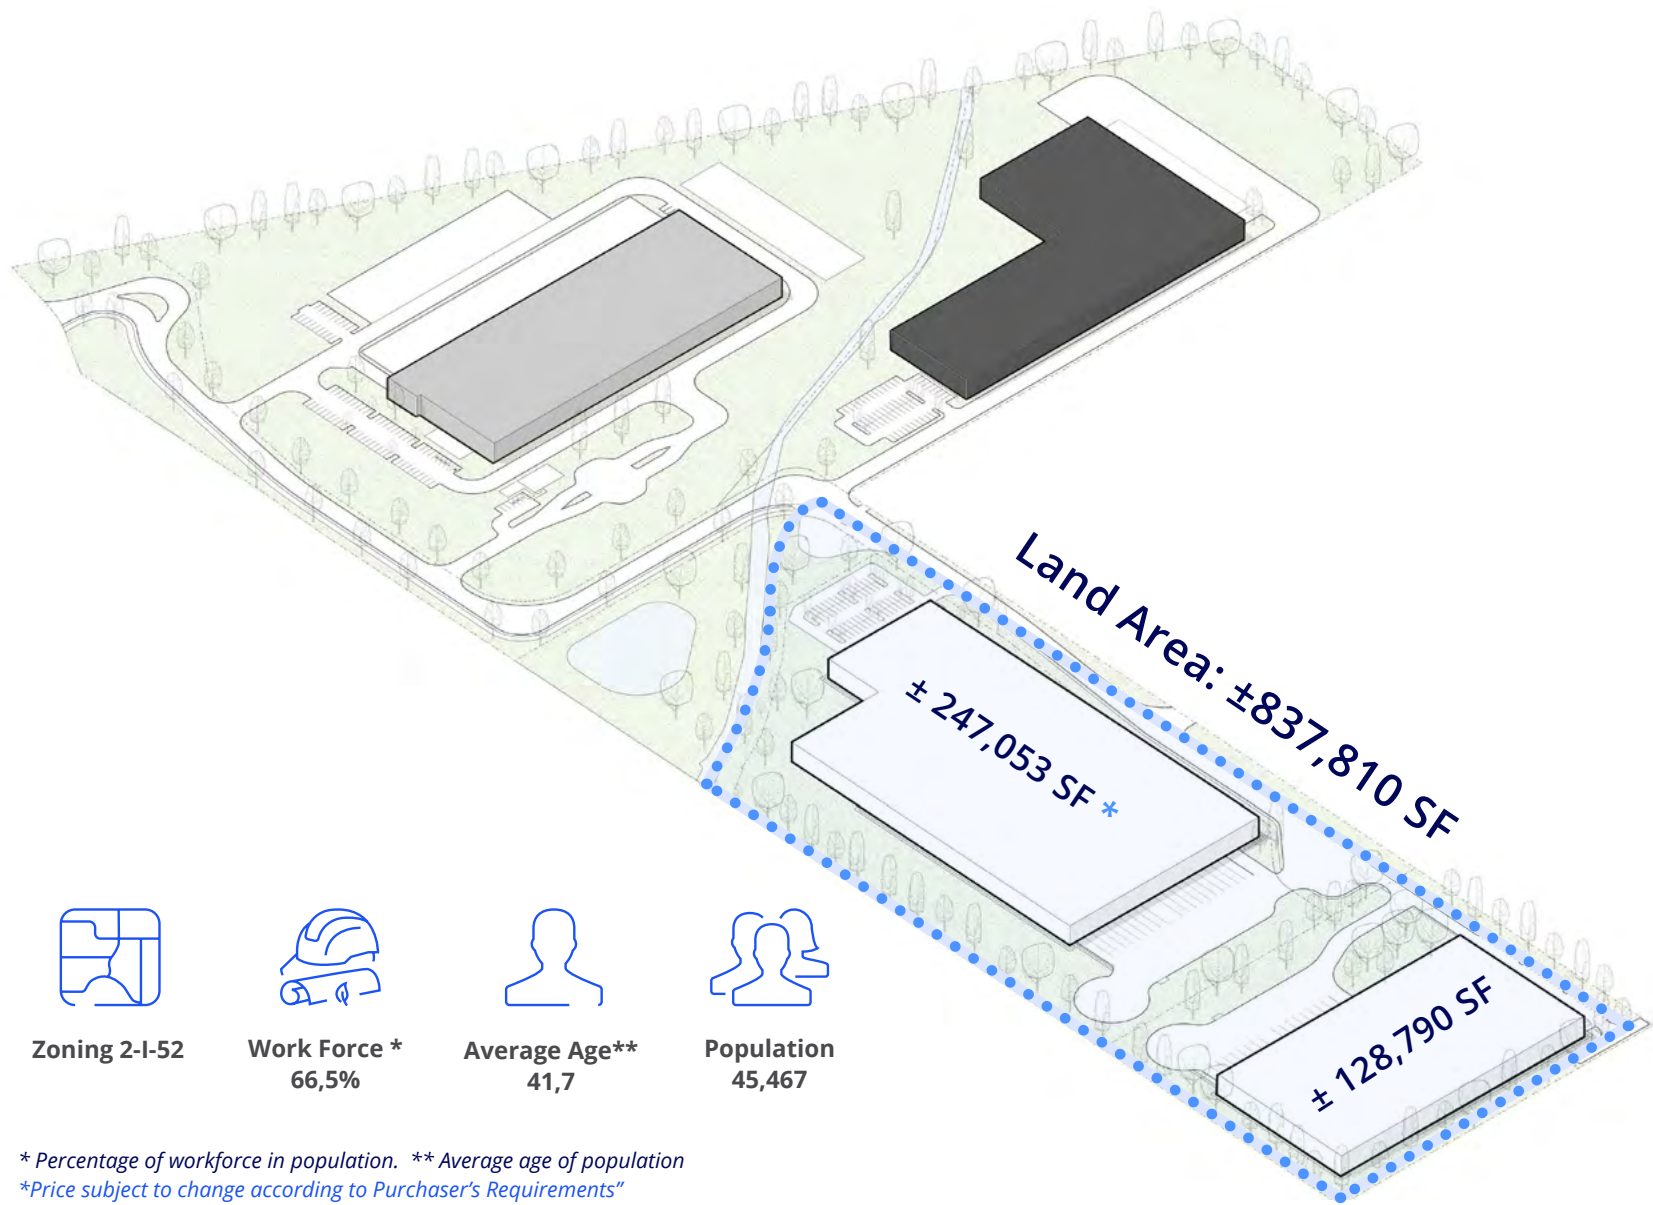 Land Area: ±837,810 SF
± 247,053 SF *
± 128,790 SF
Zoning 2-I-52
Work Force *
66,5%
Average Age**
41,7
Population
45,467
* Percentage of workforce in population.  ** Average age of population
*Price subject to change according to Purchaser's Requirements”